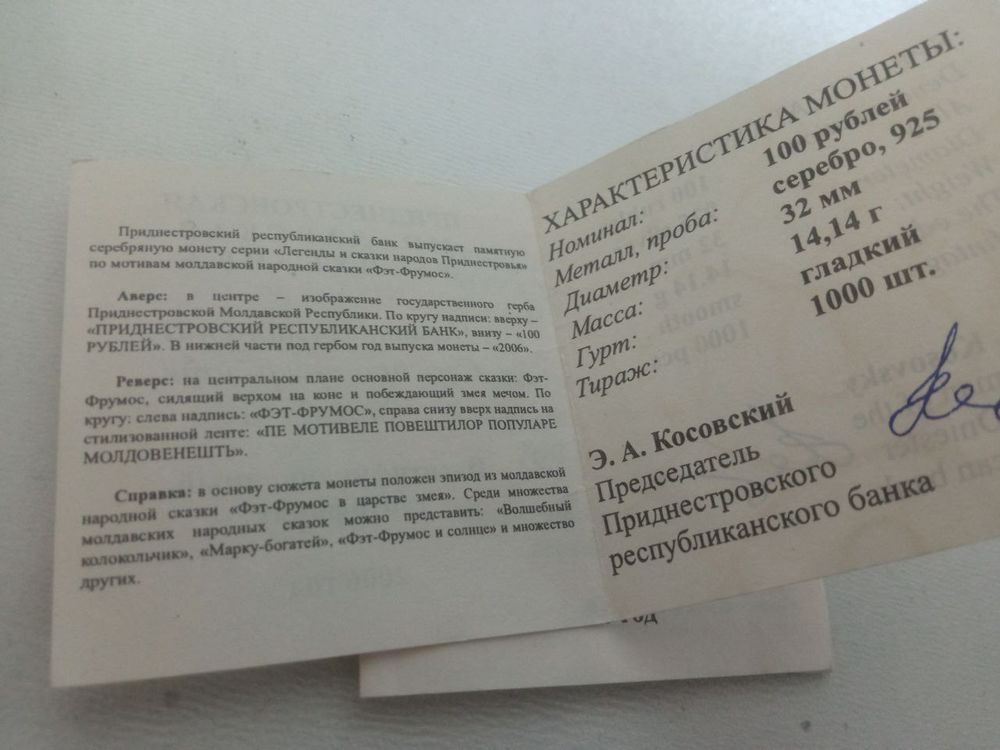 Приднестровский республиканский банк выпускает памятную
серебряную монету серии «Легенды и сказки народов Приднестровья»
по мотивам молдавской народной сказки «Фэт-Фрумос».
Аверс: в центре – изображение государственного герба
Приднестровской Молдавской Республики. По кругу надписи: вверху –
«ПРИДНЕСТРОВСКИЙ РЕСПУБЛИКАНСКИЙ БАНК», внизу – «100
РУБЛЕЙ». В нижней части под гербом год выпуска монеты – «2006».
Реверс: на центральном плане основной персонаж сказки: Фэт-
Фрумос, сидящий верхом на коне и побеждающий змея мечом. По
кругу: слева надпись: «ФЭТ-ФРУМОС», справа снизу вверх надпись на
стилизованной ленте: «ПЕ МОТИВЕЛЕ ПОВЕШТИЛОР ПОПУЛАРЕ
МОЛДОВЕНЕШТЬ».
Справка: в основу сюжета монеты положен эпизод из молдавской
народной сказки «Фэт-Фрумос в царстве змея». Среди множества
молдавских народных сказок можно представить: «Волшебный
колокольчик», «Марку-богатей», «Фэт-Фрумос и солнце» и множество
других.
ХАРАКТЕРИСТИКА МОНЕТЫ:
Номинал: 100 рублей
Металл, проба: серебро, 925
Диаметр: 32 мм
Масса: 14,14 г
Гурт: гладкий
Тираж: 1000 шт.
Э. А. Косовский
Председатель
Приднестровского
республиканского банка